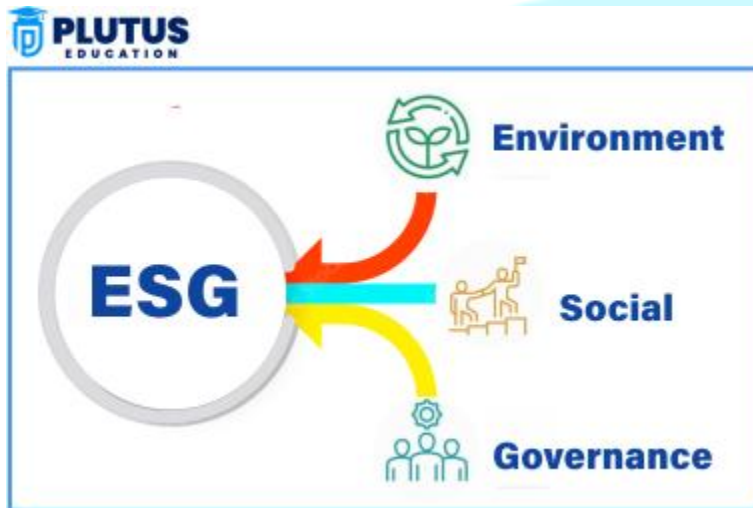 PLUTUS
EDUCATION
Environment
ESG
Social
Governance